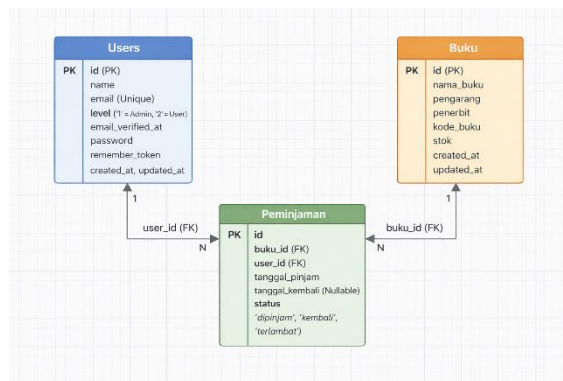 Users
PK id (PK)
name
email (Unique)
level ('1' = Admin, '2' = User)
email_verified_at
password
remember_token
created_at, updated_at
Buku
PK id (PK)
nama_buku
pengarang
penerbit
kode_buku
stok
created_at
updated_at
1
user_id (FK)
N
1
buku_id (FK)
N
Peminjaman
PK id
buku_id (FK)
user_id (FK)
tanggal_pinjam
tanggal_kembali (Nullable)
status
'dipinjam', 'kembali',
'terlambat')